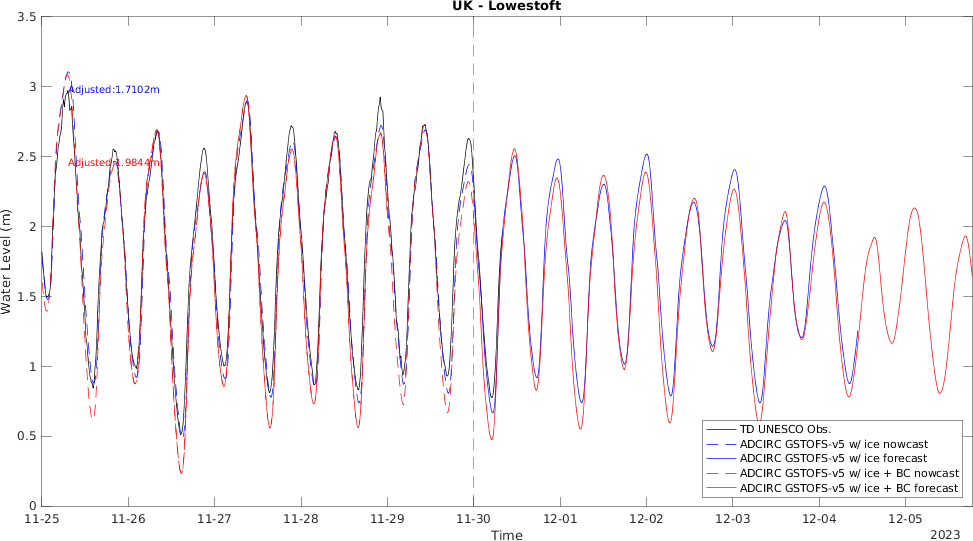 UK - Lowestoft
3.5
3
2.5
2
1.5
1
0.5
0
Water Level (m)
Adjusted:1.7102m
Adjusted:1.9844m
TD UNESCO Obs.
ADCIRC GSTOFS-v5 w/ ice nowcast
ADCIRC GSTOFS-v5 w/ ice forecast
ADCIRC GSTOFS-v5 w/ ice + BC nowcast
ADCIRC GSTOFS-v5 w/ ice + BC forecast
11-25 11-26 11-27 11-28 11-29 11-30 12-01 12-02 12-03 12-04 12-05
Time
2023